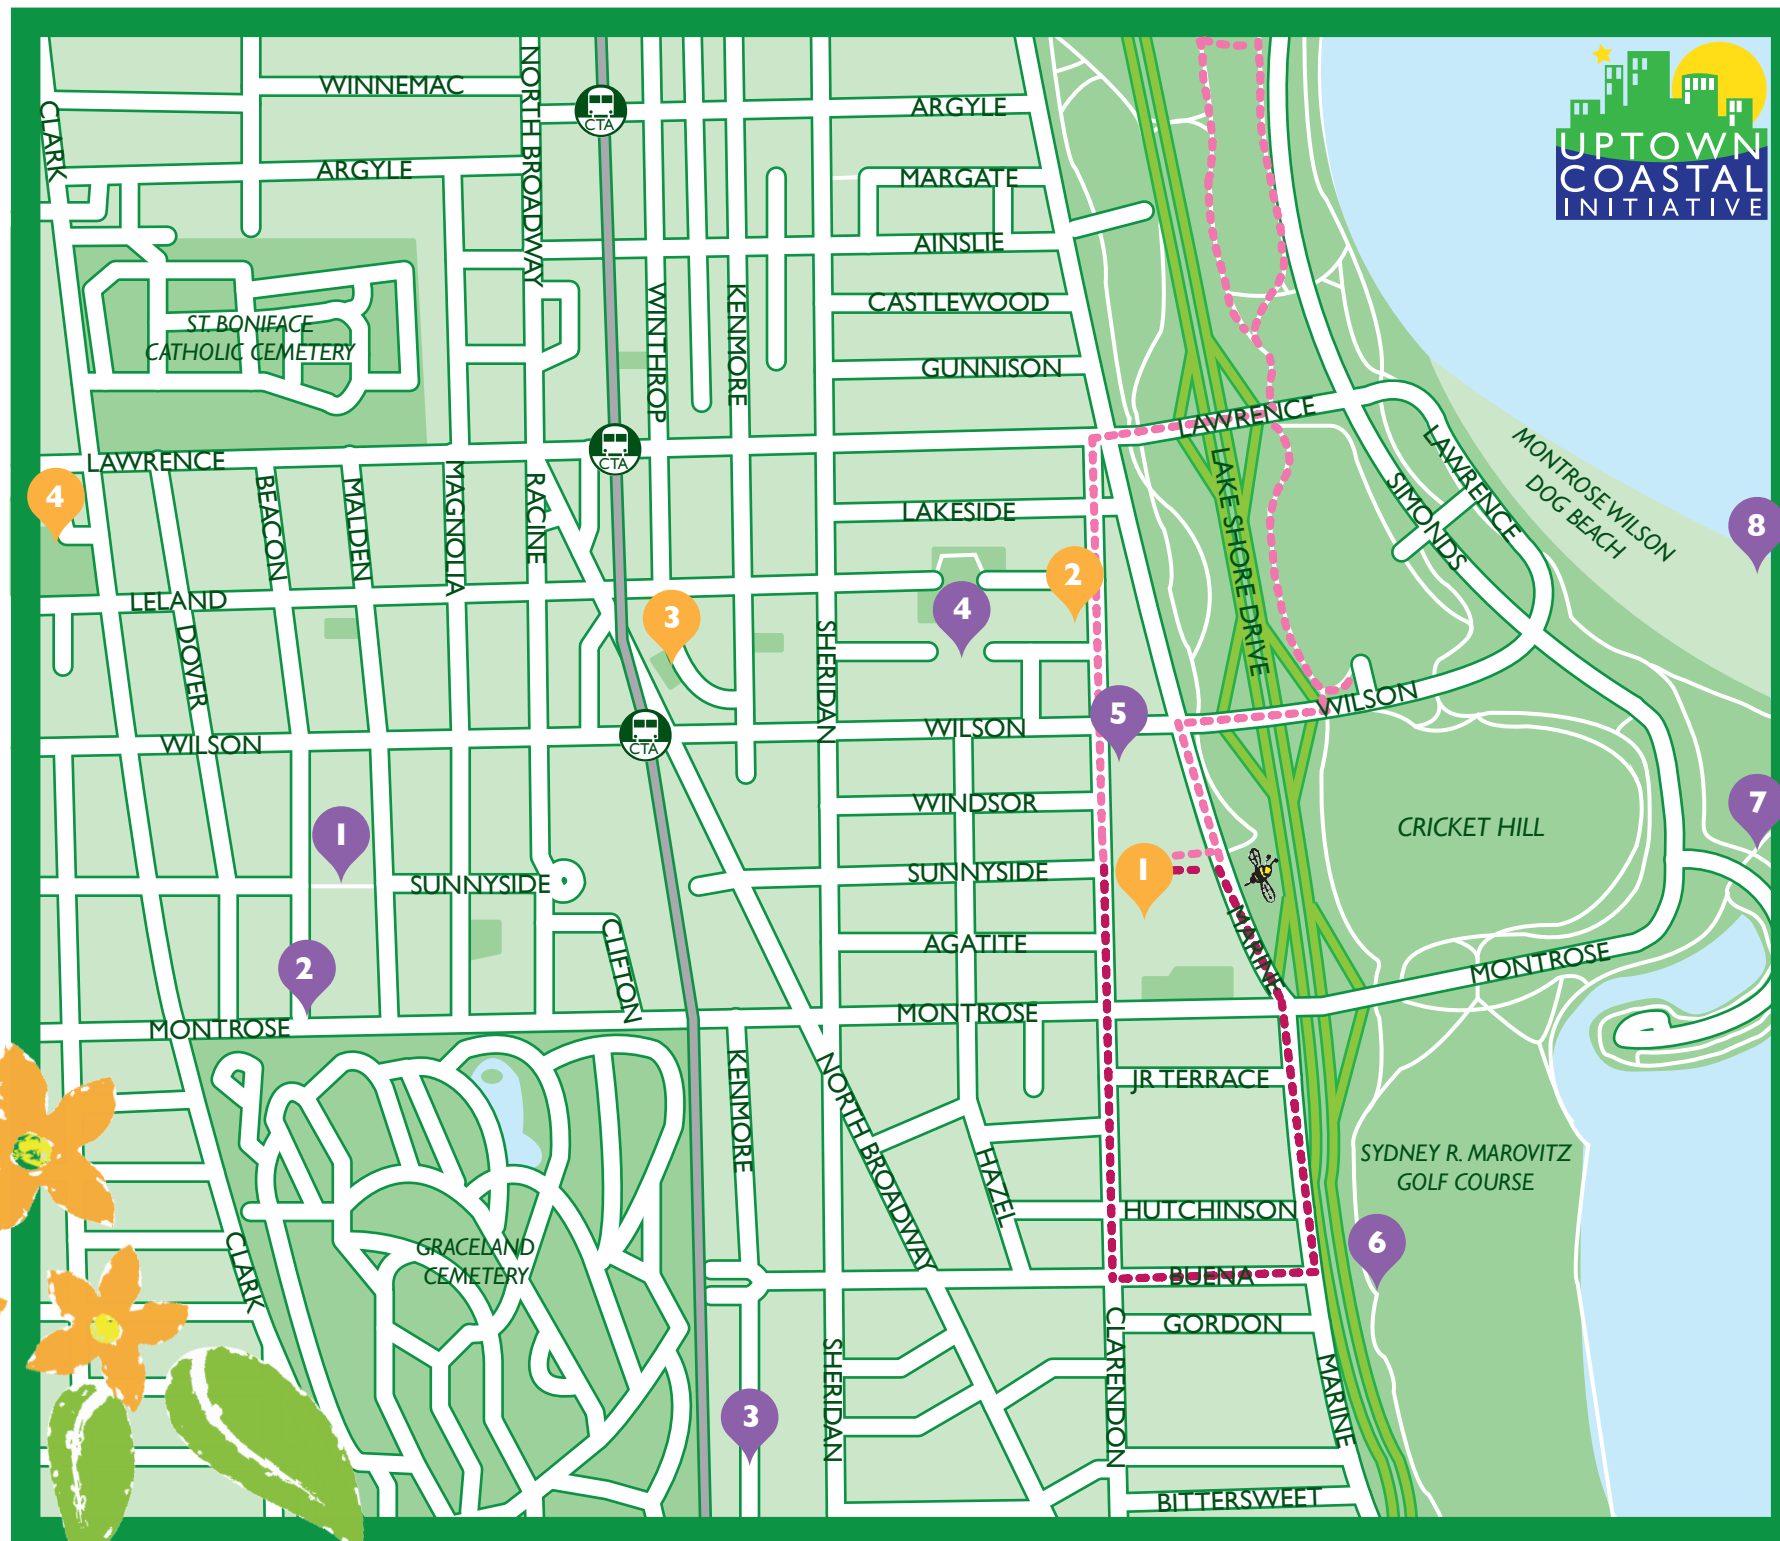 UPTOWN
COASTAL
INITIATIVE
WINNEMAC
NORTH BROADWAY
CTA
ARGYLE
CLARK
ARGYLE
MARGATE
AINSLIE
CASTLEWOOD
WINTHROP
KENMORE
ST. BONIFACE
CATHOLIC CEMETERY
GUNNISON
LAWRENCE
LAWRENCE
MONTROSE WILSON
DOG BEACH
CTA
LAWRENCE
4
BEACON
MALDEN
MAGNOLIA
RACINE
LAKESIDE
LAKE SHORE DRIVE
SIMONDS
8
2
4
3
LELAND
DOVER
SHERIDAN
WILSON
5
WILSON
CTA
WILSON
WINDSOR
7
1
CRICKET HILL
SUNNYSIDE
SUNNYSIDE
1
MARINE
CLIFTON
AGATITE
2
MONTROSE
MONTROSE
MONTROSE
KENMORE
NORTH BROADWAY
JR TERRACE
HAZEL
SYDNEY R. MAROVITZ
GOLF COURSE
HUTCHINSON
CLARK
GRACELAND
CEMETERY
6
BUENA
GORDON
CLARENDON
SHERIDAN
MARINE
3
BITTERSWEET